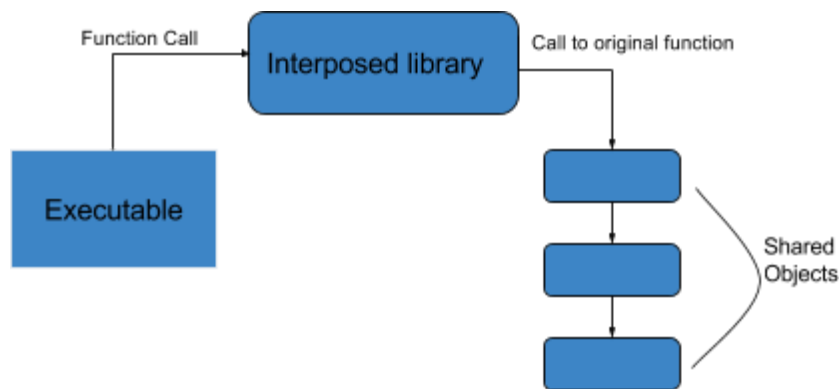 Function Call
Interposed library
Call to original function
Executable
Shared
Objects